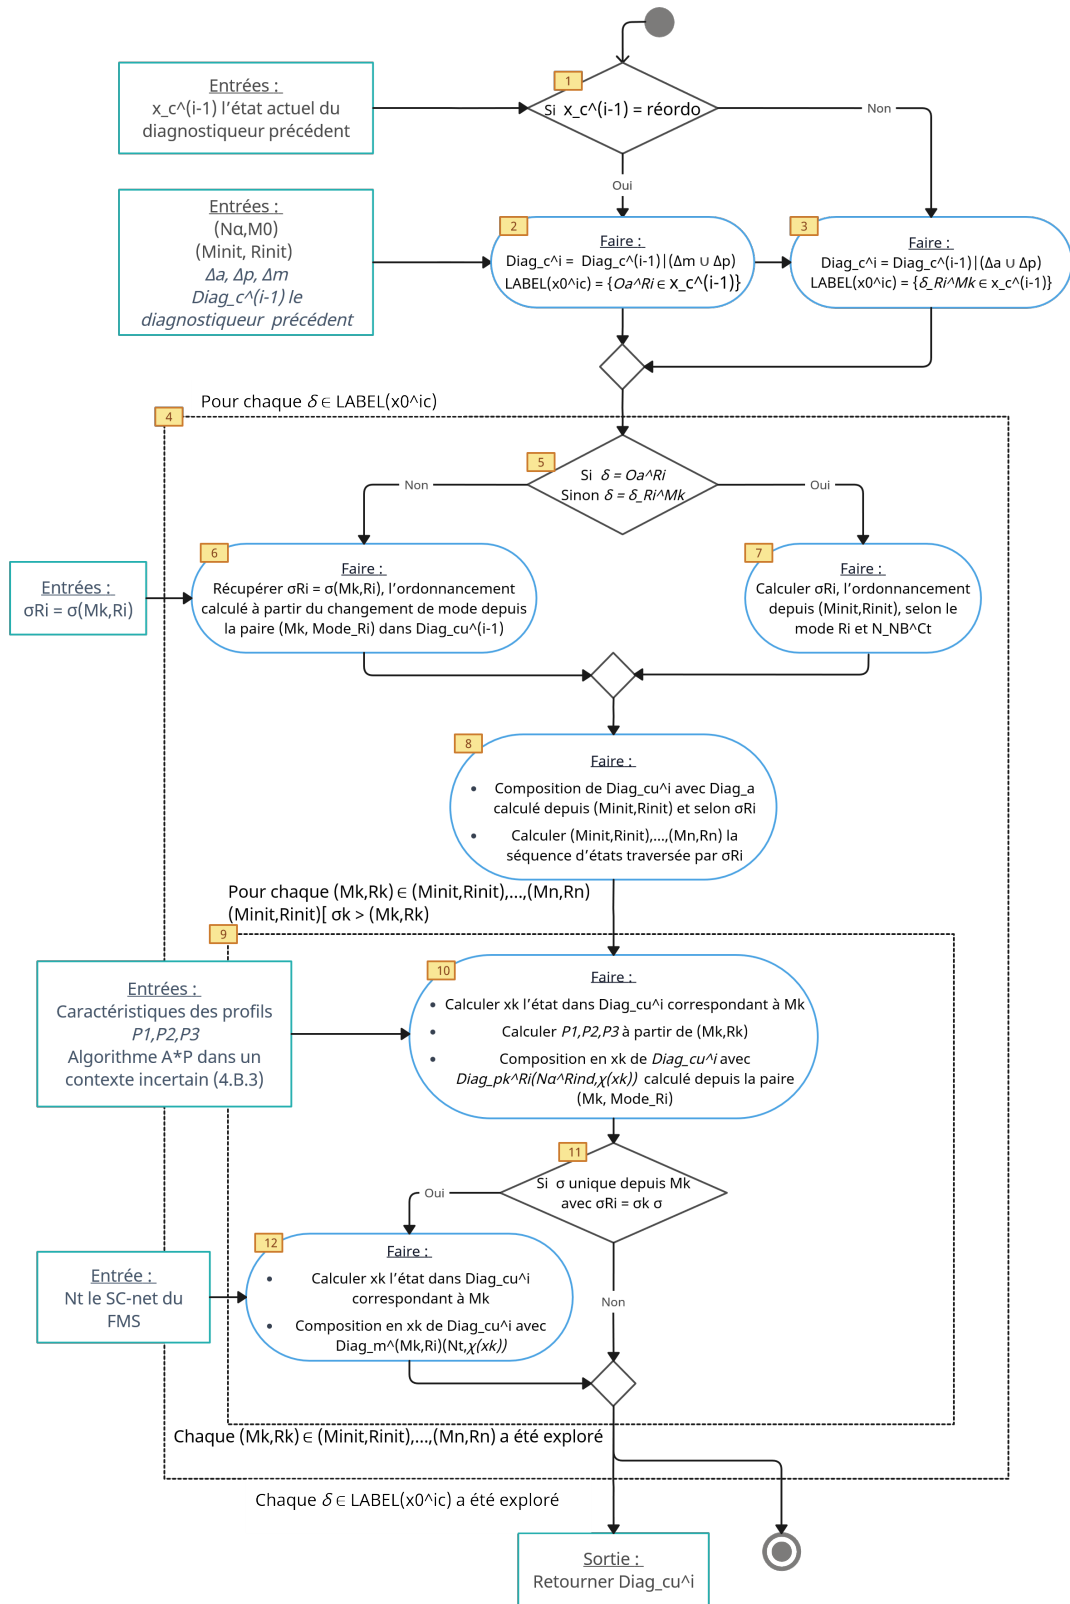 Entrées :
x_c^(i-1) l'état actuel du
diagnostiqueur précédent
1
Si x_c^(i-1) = réordo
Non
Oui
Entrées :
(Nα,M0)
(Minit, Rinit)
Δa, Δp, Δm
Diag_c^(i-1) le
diagnostiqueur précédent
2
Faire :
Diag_c^i = Diag_c^(i-1)|(Δm ∪ Δp)
LABEL(x0^ic) = {Oa^Ri ∈ x_c^(i-1)}
3
Faire :
Diag_c^i = Diag_c^(i-1)|(Δa ∪ Δp)
LABEL(x0^ic) = {δ_Ri^Mk ∈ x_c^(i-1)}
Pour chaque δ ∈ LABEL(x0^ic)
4
5
Si δ = Oa^Ri
Sinon δ = δ_Ri^Mk
Non
Oui
Entrées :
σRi = σ(Mk,Ri)
6
Faire :
Récupérer σRi = σ(Mk,Ri), l'ordonnancement
calculé à partir du changement de mode depuis
la paire (Mk, Mode_Ri) dans Diag_cu^(i-1)
7
Faire :
Calculer σRi, l'ordonnancement
depuis (Minit,Rinit), selon le
mode Ri et N_NB^Ct
8
Faire :
• Composition de Diag_cu^i avec Diag_a
calculé depuis (Minit,Rinit) et selon σRi
• Calculer (Minit,Rinit),...,(Mn,Rn) la
séquence d'états traversée par σRi
Pour chaque (Mk,Rk) ∈ (Minit,Rinit),...,(Mn,Rn)
(Minit,Rinit)[ σk > (Mk,Rk)
9
Entrées :
Caractéristiques des profils
P1,P2,P3
Algorithme A*P dans un
contexte incertain (4.B.3)
10
Faire :
• Calculer xk l'état dans Diag_cu^i correspondant à Mk
• Calculer P1,P2,P3 à partir de (Mk,Rk)
• Composition en xk de Diag_cu^i avec
Diag_pk^Ri(Nα^Rind,χ(xk)) calculé depuis la paire
(Mk, Mode_Ri)
11
Si σ unique depuis Mk
avec σRi = σk σ
Oui
Non
Entrée :
Nt le SC-net du
FMS
12
Faire :
• Calculer xk l'état dans Diag_cu^i
correspondant à Mk
• Composition en xk de Diag_cu^i avec
Diag_m^(Mk,Ri)(Nt,χ(xk))
Chaque (Mk,Rk) ∈ (Minit,Rinit),...,(Mn,Rn) a été exploré
Chaque δ ∈ LABEL(x0^ic) a été exploré
Sortie :
Retourner Diag_cu^i